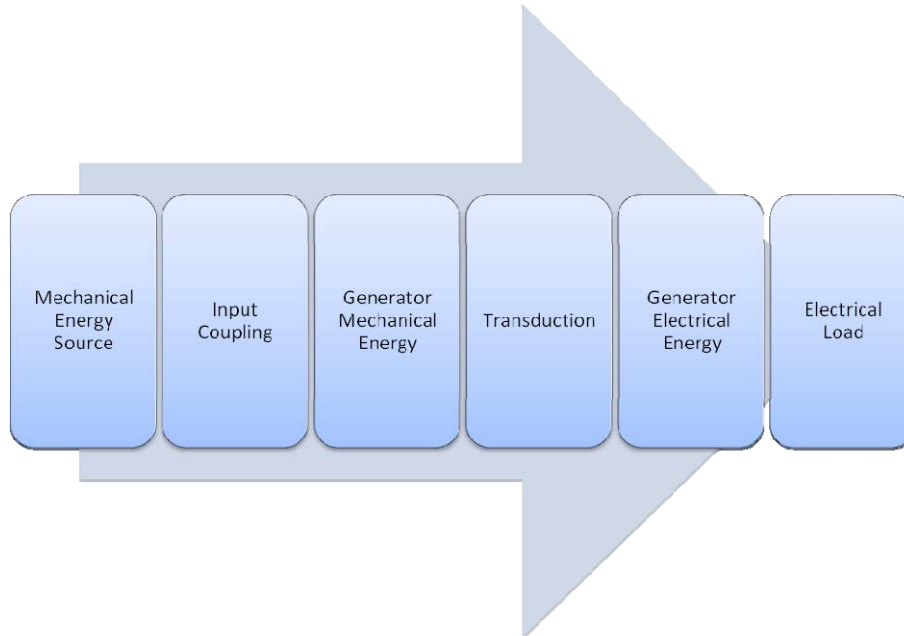 Mechanical
Energy
Source
Input
Coupling
Generator
Mechanical
Energy
Transduction
Generator
Electrical
Energy
Electrical
Load